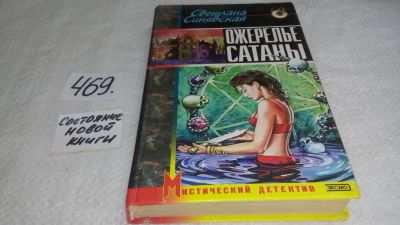 469.
СОСТОЯНИЕ
НОВОЙ
КНИГИ
Светлана
Синявская
ОЖЕРЕЛЬЕ
САТАНЫ
МИСТИЧЕСКИЙ ДЕТЕКТИВ
ЭКСМО